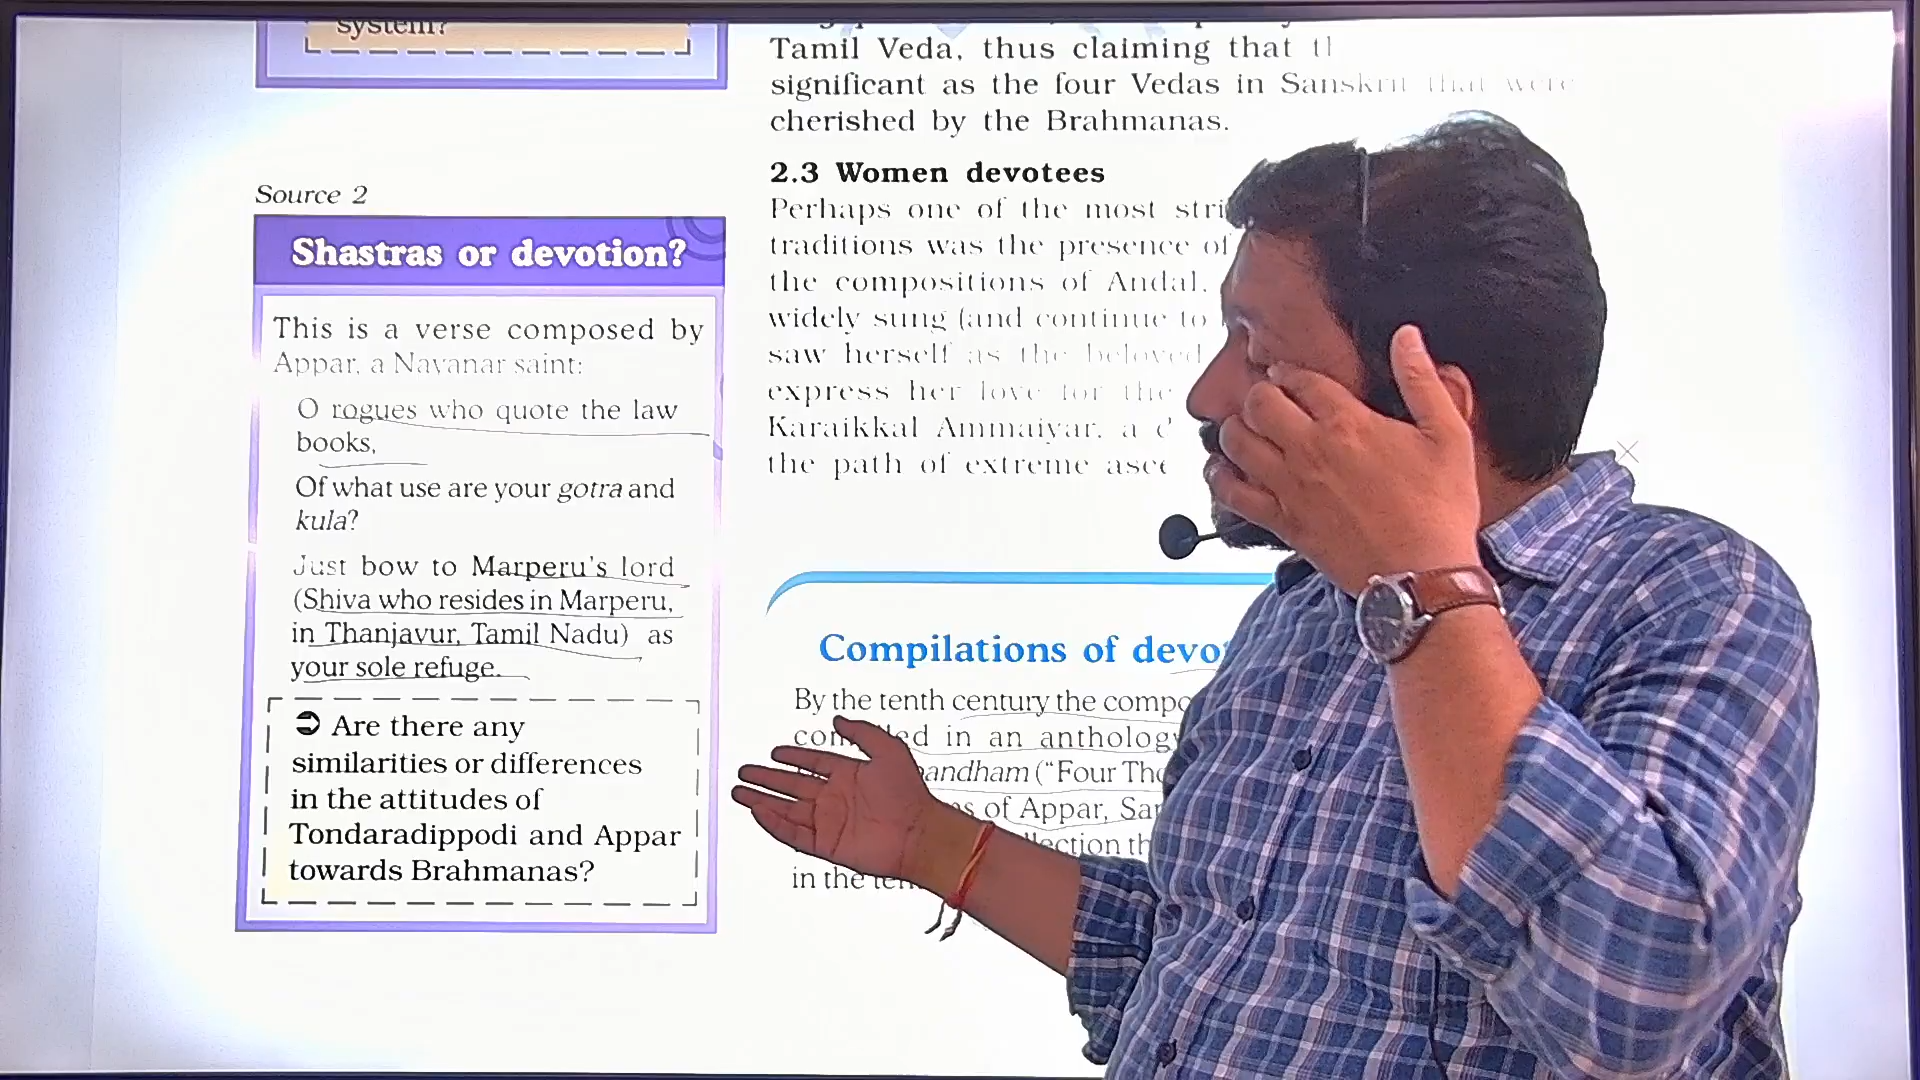 system?
Source 2
Shastras or devotion?
This is a verse composed by
Appar, a Nayanar saint:
O rogues who quote the law
books,
Of what use are your gotra and
kula?
Just bow to Marperu's lord
(Shiva who resides in Marperu,
in Thanjavur, Tamil Nadu) as
your sole refuge.
➲ Are there any
similarities or differences
in the attitudes of
Tondaradippodi and Appar
towards Brahmanas?
Tamil Veda, thus claiming that
significant as the four Vedas in Sanskrit that were
cherished by the Brahmanas.
2.3 Women devotees
Perhaps one of the most
traditions was the presence of
the compositions of Andal,
widely sung (and continue to
saw herself as the beloved
express her love for the
Karaikkal Ammaiyar, a
the path of extreme
Compilations of
By the tenth century the
in an
("Four
of Appar,
in the